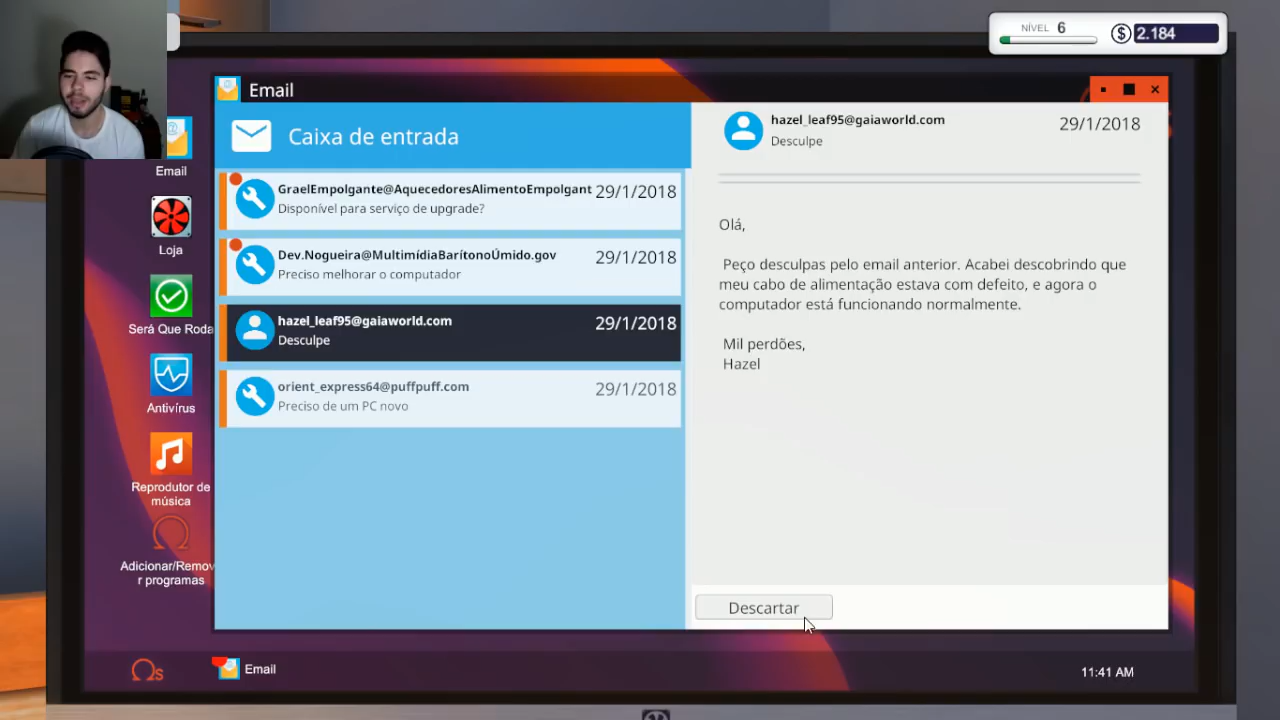 NÍVEL 6
$ 2.184
Email
Caixa de entrada
GraelEmpolgante@AquecedoresAlimentoEmpolgant 29/1/2018
Disponível para serviço de upgrade?
Dev.Nogueira@MultimídiaBarítonoÚmido.gov 29/1/2018
Preciso melhorar o computador
hazel_leaf95@gaiaworld.com 29/1/2018
Desculpe
orient_express64@puffpuff.com 29/1/2018
Preciso de um PC novo
hazel_leaf95@gaiaworld.com 29/1/2018
Desculpe
Olá,
Peço desculpas pelo email anterior. Acabei descobrindo que
meu cabo de alimentação estava com defeito, e agora o
computador está funcionando normalmente.
Mil perdões,
Hazel
Descartar
Email
Loja
Será Que Roda
Antivírus
Reprodutor de
música
Adicionar/Remov
r programas
Ωs
Email
11:41 AM